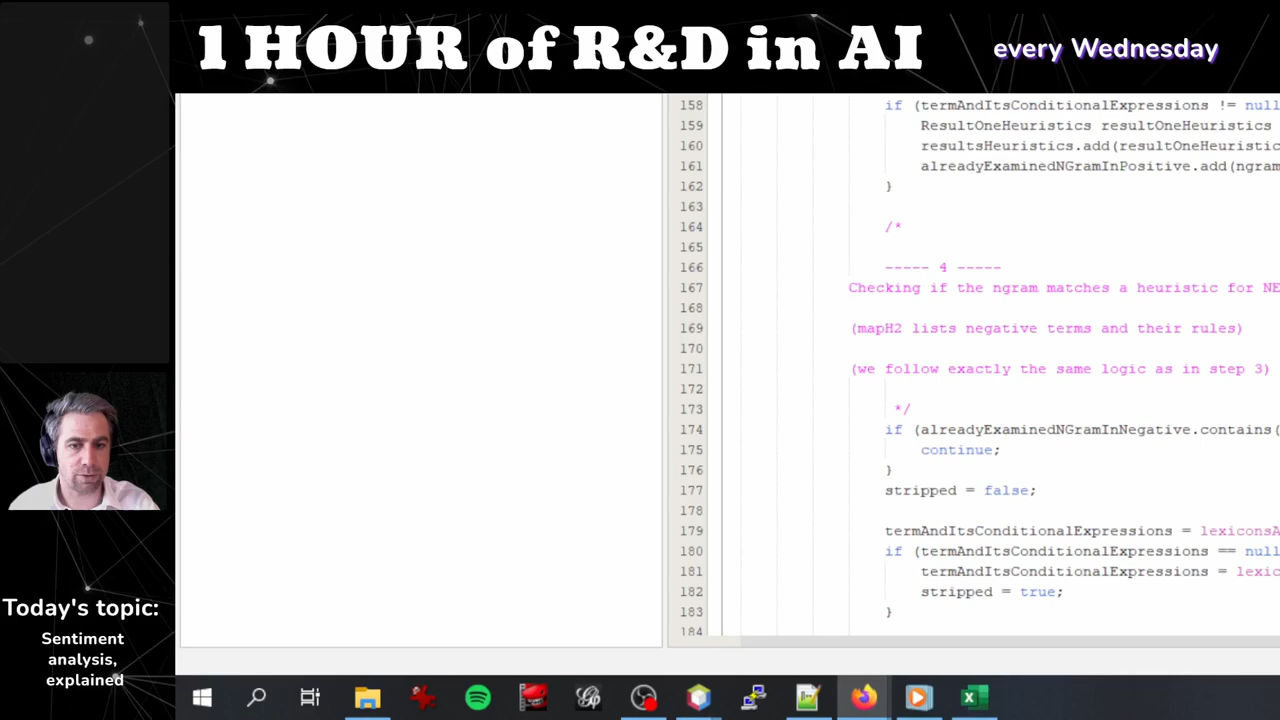 1 HOUR of R&D in AI
every Wednesday
158 if (termAndItsConditionalExpressions != null
159 ResultOneHeuristics resultOneHeuristics
160 resultsHeuristics.add(resultOneHeuristic
161 alreadyExaminedNGramInPositive.add(ngram
162 }
163
164 /*
165
166 ----- 4 -----
167 Checking if the ngram matches a heuristic for NE
168
169 (mapH2 lists negative terms and their rules)
170
171 (we follow exactly the same logic as in step 3)
172
173 */
174 if (alreadyExaminedNGramInNegative.contains(
175 continue;
176 }
177 stripped = false;
178
179 termAndItsConditionalExpressions = lexiconsA
180 if (termAndItsConditionalExpressions == null
181 termAndItsConditionalExpressions = lexic
182 stripped = true;
183 }
184
Today's topic:
Sentiment
analysis,
explained